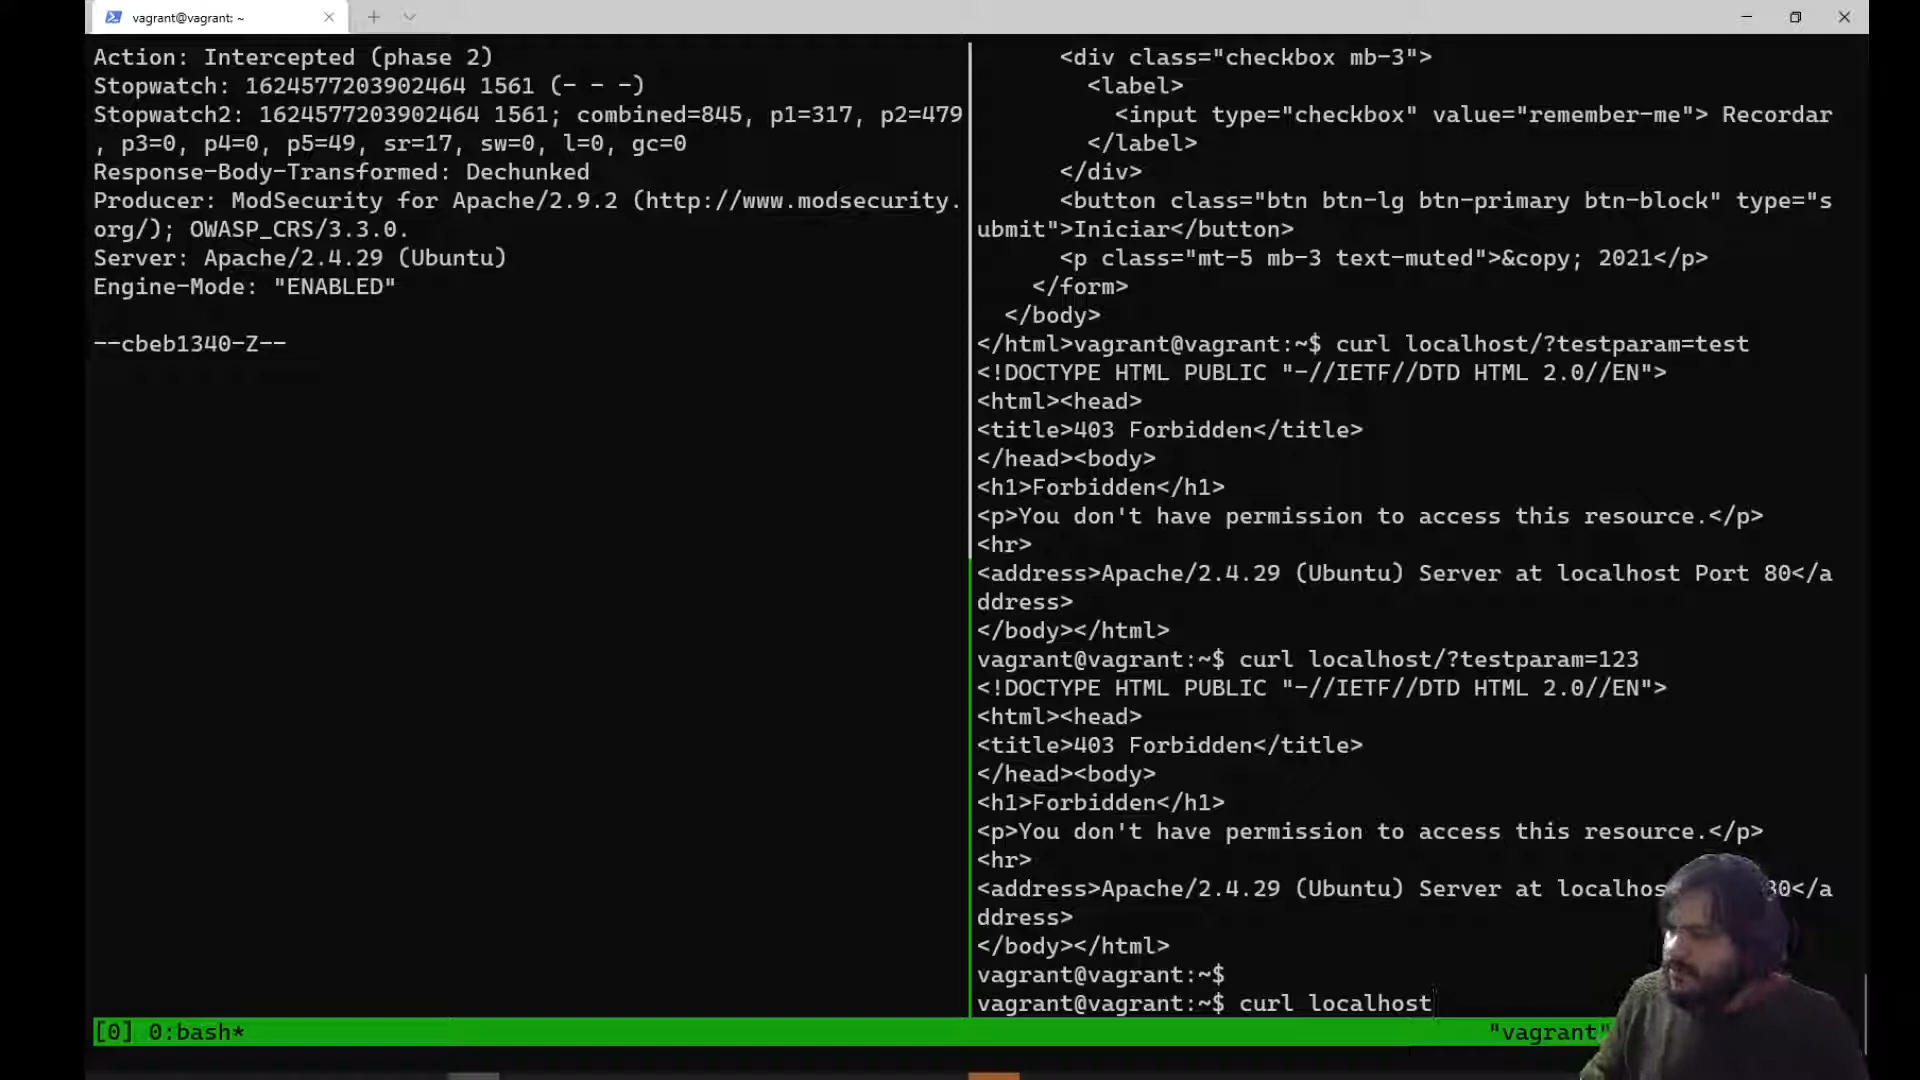 vagrant@vagrant: ~
Action: Intercepted (phase 2)
Stopwatch: 1624577203902464 1561 (- - -)
Stopwatch2: 1624577203902464 1561; combined=845, p1=317, p2=479
, p3=0, p4=0, p5=49, sr=17, sw=0, l=0, gc=0
Response-Body-Transformed: Dechunked
Producer: ModSecurity for Apache/2.9.2 (http://www.modsecurity.
org/); OWASP_CRS/3.3.0.
Server: Apache/2.4.29 (Ubuntu)
Engine-Mode: "ENABLED"
--cbeb1340-Z--
<div class="checkbox mb-3">
<label>
<input type="checkbox" value="remember-me"> Recordar
</label>
</div>
<button class="btn btn-lg btn-primary btn-block" type="s
ubmit">Iniciar</button>
<p class="mt-5 mb-3 text-muted">&copy; 2021</p>
</form>
</body>
</html>vagrant@vagrant:~$ curl localhost/?testparam=test
<!DOCTYPE HTML PUBLIC "-//IETF//DTD HTML 2.0//EN">
<html><head>
<title>403 Forbidden</title>
</head><body>
<h1>Forbidden</h1>
<p>You don't have permission to access this resource.</p>
<hr>
<address>Apache/2.4.29 (Ubuntu) Server at localhost Port 80</a
ddress>
</body></html>
vagrant@vagrant:~$ curl localhost/?testparam=123
<!DOCTYPE HTML PUBLIC "-//IETF//DTD HTML 2.0//EN">
<html><head>
<title>403 Forbidden</title>
</head><body>
<h1>Forbidden</h1>
<p>You don't have permission to access this resource.</p>
<hr>
<address>Apache/2.4.29 (Ubuntu) Server at </a
ddress>
</body></html>
vagrant@vagrant:~$
vagrant@vagrant:~$ curl localhost
[0] 0:bash*
"vagrant"